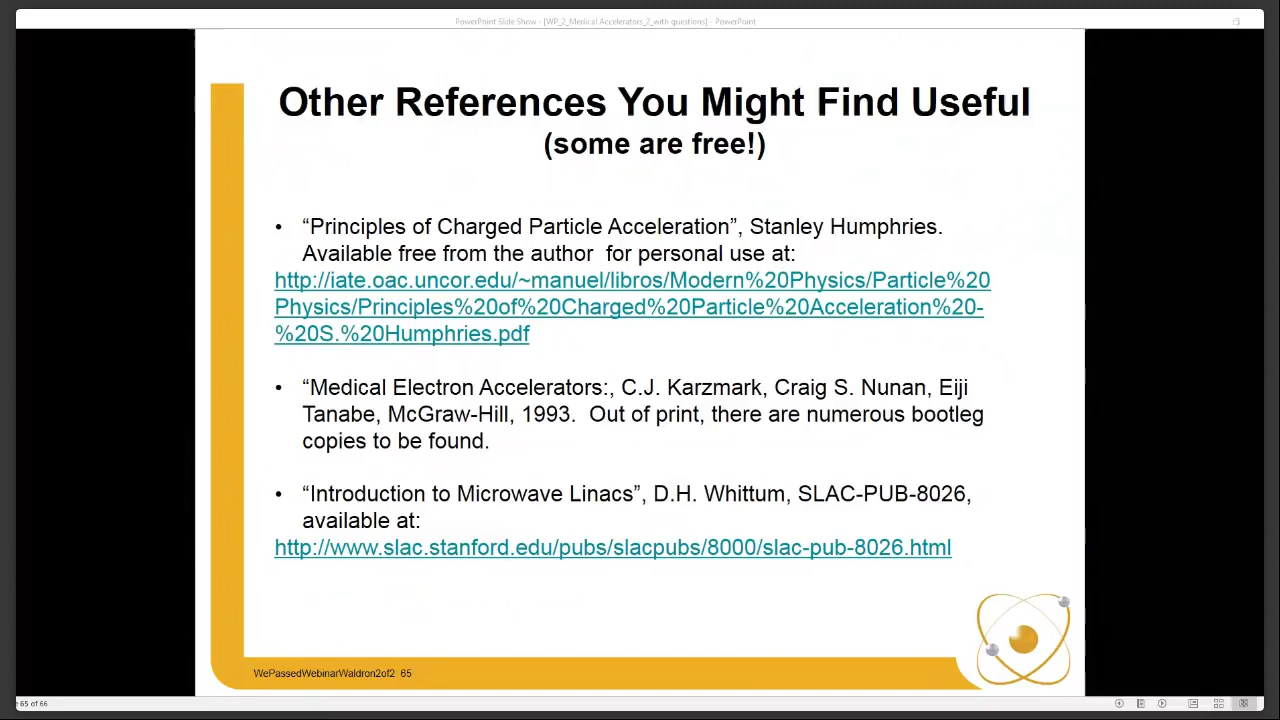 PowerPoint Slide Show - [WP_2_Medical Accelerators_2_with questions] - PowerPoint
Other References You Might Find Useful
(some are free!)
• “Principles of Charged Particle Acceleration”, Stanley Humphries.
Available free from the author  for personal use at:
http://iate.oac.uncor.edu/~manuel/libros/Modern%20Physics/Particle%20
Physics/Principles%20of%20Charged%20Particle%20Acceleration%20-
%20S.%20Humphries.pdf
• “Medical Electron Accelerators:, C.J. Karzmark, Craig S. Nunan, Eiji
Tanabe, McGraw-Hill, 1993.  Out of print, there are numerous bootleg
copies to be found.
• “Introduction to Microwave Linacs”, D.H. Whittum, SLAC-PUB-8026,
available at:
http://www.slac.stanford.edu/pubs/slacpubs/8000/slac-pub-8026.html
WePassedWebinarWaldron2of2  65
e 65 of 66